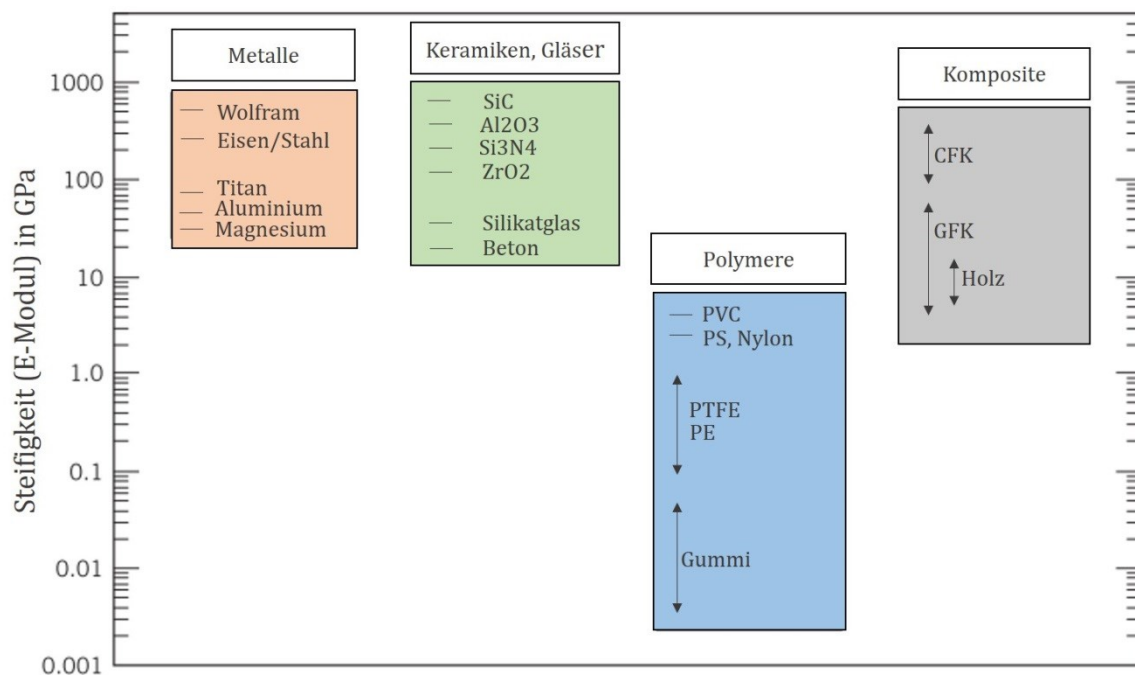 Steifigkeit (E-Modul) in GPa
1000
100
10
1.0
0.1
0.01
0.001
Metalle
Wolfram
Eisen/Stahl
Titan
Aluminium
Magnesium
Keramiken, Gläser
SiC
Al2O3
Si3N4
ZrO2
Silikatglas
Beton
Polymere
PVC
PS, Nylon
PTFE
PE
Gummi
Komposite
CFK
GFK
Holz